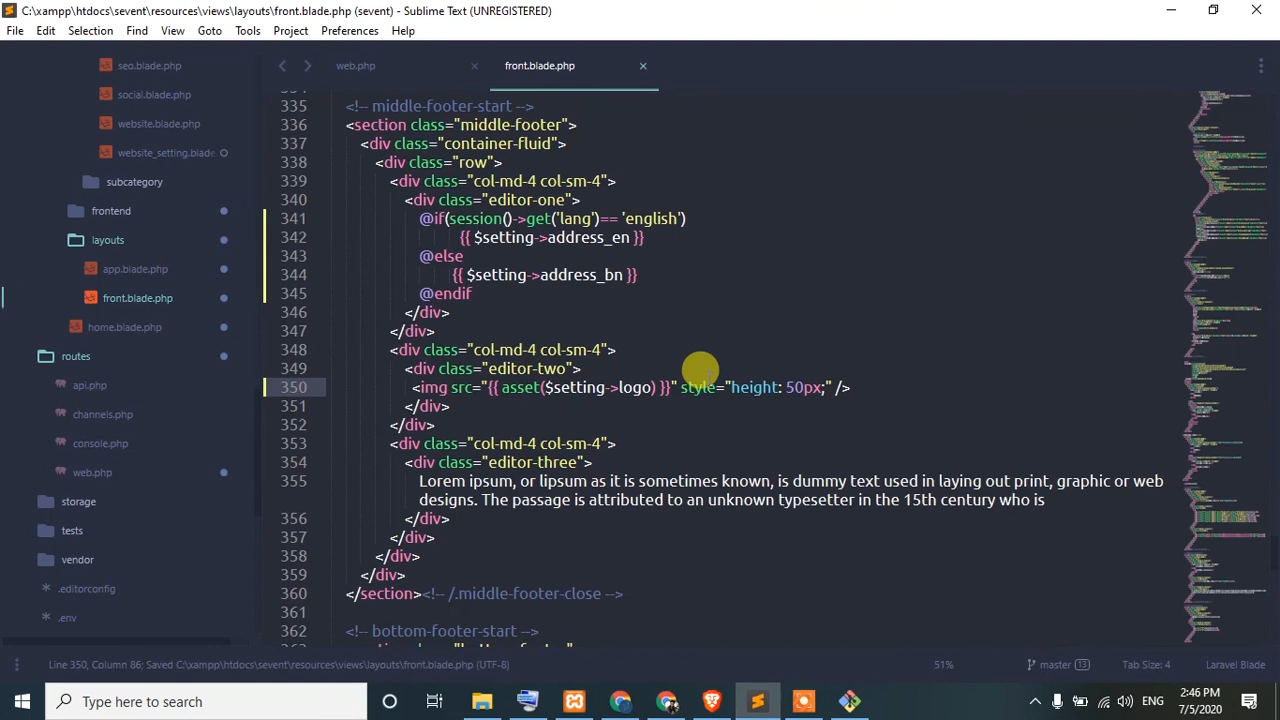 C:\xampp\htdocs\sevent\resources\views\layouts\front.blade.php (sevent) - Sublime Text (UNREGISTERED)
File Edit Selection Find View Goto Tools Project Preferences Help
seo.blade.php
social.blade.php
website.blade.php
website_setting.blade
subcategory
frontend
layouts
app.blade.php
front.blade.php
home.blade.php
routes
api.php
channels.php
console.php
web.php
storage
tests
vendor
.editorconfig
.env
web.php × front.blade.php ×
335 <!-- middle-footer-start -->
336 <section class="middle-footer">
337 <div class="container-fluid">
338 <div class="row">
339 <div class="col-md-4 col-sm-4">
340 <div class="editor-one">
341 @if(session()->get('lang')== 'english')
342 {{ $setting->address_en }}
343 @else
344 {{ $setting->address_bn }}
345 @endif
346 </div>
347 </div>
348 <div class="col-md-4 col-sm-4">
349 <div class="editor-two">
350 <img src="{{ asset($setting->logo) }}" style="height: 50px;" />
351 </div>
352 </div>
353 <div class="col-md-4 col-sm-4">
354 <div class="editor-three">
355 Lorem ipsum, or lipsum as it is sometimes known, is dummy text used in laying out print, graphic or web
designs. The passage is attributed to an unknown typesetter in the 15th century who is
356 </div>
357 </div>
358 </div>
359 </div>
360 </section><!-- /.middle-footer-close -->
361
362 <!-- bottom-footer-start -->
Line 350, Column 86; Saved C:\xampp\htdocs\sevent\resources\views\layouts\front.blade.php (UTF-8) 51% master 13 Tab Size: 4 Laravel Blade
Type here to search
ENG
2:46 PM
7/5/2020